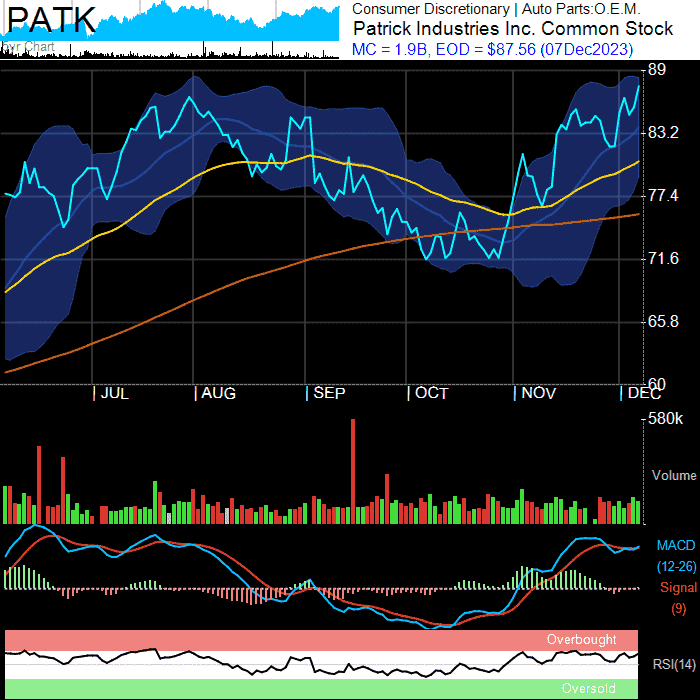 PATK
5yr Chart
Consumer Discretionary | Auto Parts:O.E.M.
Patrick Industries Inc. Common Stock
MC = 1.9B, EOD = $87.56 (07Dec2023)
89
83.2
77.4
71.6
65.8
60
JUL AUG SEP OCT NOV DEC
580k
Volume
MACD
(12-26)
Signal
(9)
Overbought
RSI(14)
Oversold